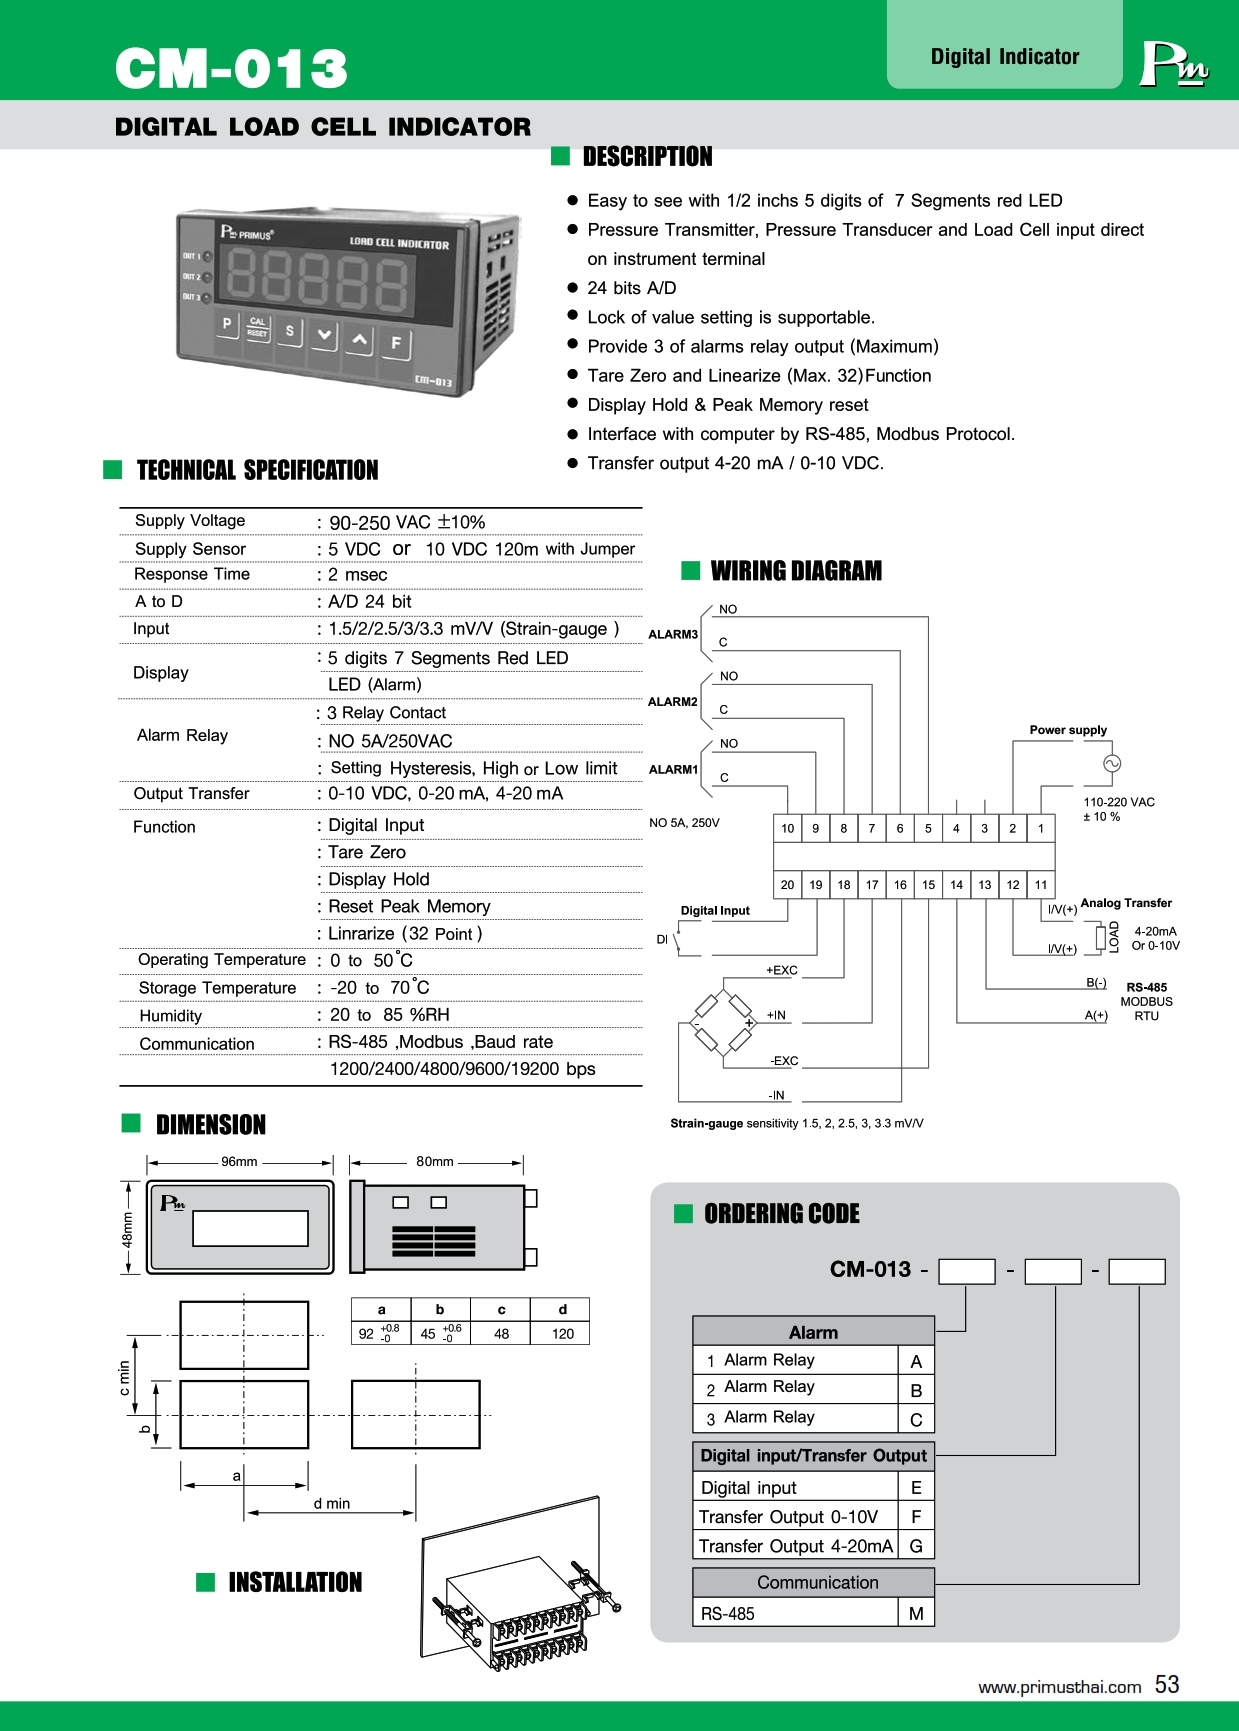 CM-013
Digital Indicator
Pm
DIGITAL LOAD CELL INDICATOR
DESCRIPTION
Easy to see with 1/2 inchs 5 digits of 7 Segments red LED
Pressure Transmitter, Pressure Transducer and Load Cell input direct
on instrument terminal
24 bits A/D
Lock of value setting is supportable.
Provide 3 of alarms relay output (Maximum)
Tare Zero and Linearize (Max. 32)Function
Display Hold & Peak Memory reset
Interface with computer by RS-485, Modbus Protocol.
Transfer output 4-20 mA / 0-10 VDC.
Pm PRIMUS®
LOAD CELL INDICATOR
OUT 1
OUT 2
OUT 3
88888
P
CAL
RESET
S
F
CM-013
TECHNICAL SPECIFICATION
Supply Voltage : 90-250 VAC ±10%
Supply Sensor : 5 VDC or 10 VDC 120m with Jumper
Response Time : 2 msec
A to D : A/D 24 bit
Input : 1.5/2/2.5/3/3.3 mV/V (Strain-gauge )
Display : 5 digits 7 Segments Red LED
LED (Alarm)
Alarm Relay : 3 Relay Contact
: NO 5A/250VAC
: Setting Hysteresis, High or Low limit
Output Transfer : 0-10 VDC, 0-20 mA, 4-20 mA
Function : Digital Input
: Tare Zero
: Display Hold
: Reset Peak Memory
: Linrarize (32 Point )
Operating Temperature : 0 to 50°C
Storage Temperature : -20 to 70°C
Humidity : 20 to 85 %RH
Communication : RS-485 ,Modbus ,Baud rate
1200/2400/4800/9600/19200 bps
WIRING DIAGRAM
NO
ALARM3
C
NO
ALARM2
C
NO
ALARM1
C
NO 5A, 250V
Power supply
110-220 VAC
± 10 %
10 9 8 7 6 5 4 3 2 1
20 19 18 17 16 15 14 13 12 11
Digital Input
DI
+EXC
+IN
- +
-EXC
-IN
I/V(+)
Analog Transfer
LOAD
4-20mA
Or 0-10V
I/V(+)
B(-)
RS-485
MODBUS
RTU
A(+)
Strain-gauge sensitivity 1.5, 2, 2.5, 3, 3.3 mV/V
DIMENSION
96mm
80mm
48mm
Pm
a b c d
92 +0.8 -0 45 +0.6 -0 48 120
c min
b
a
d min
INSTALLATION
ORDERING CODE
CM-013 - - -
Alarm
1 Alarm Relay A
2 Alarm Relay B
3 Alarm Relay C
Digital input/Transfer Output
Digital input E
Transfer Output 0-10V F
Transfer Output 4-20mA G
Communication
RS-485 M
www.primusthai.com 53